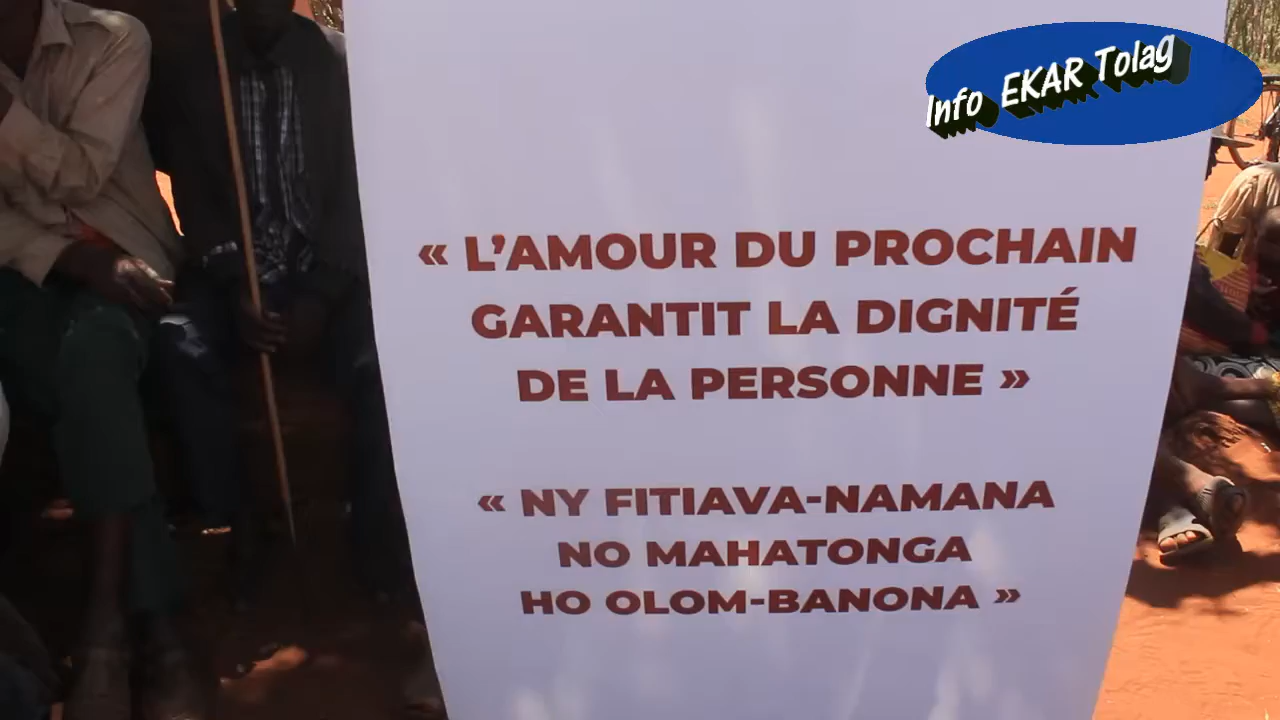 Info EKAR Tolag
« L’AMOUR DU PROCHAIN
GARANTIT LA DIGNITÉ
DE LA PERSONNE »
« NY FITIAVA-NAMANA
NO MAHATONGA
HO OLOM-BANONA »